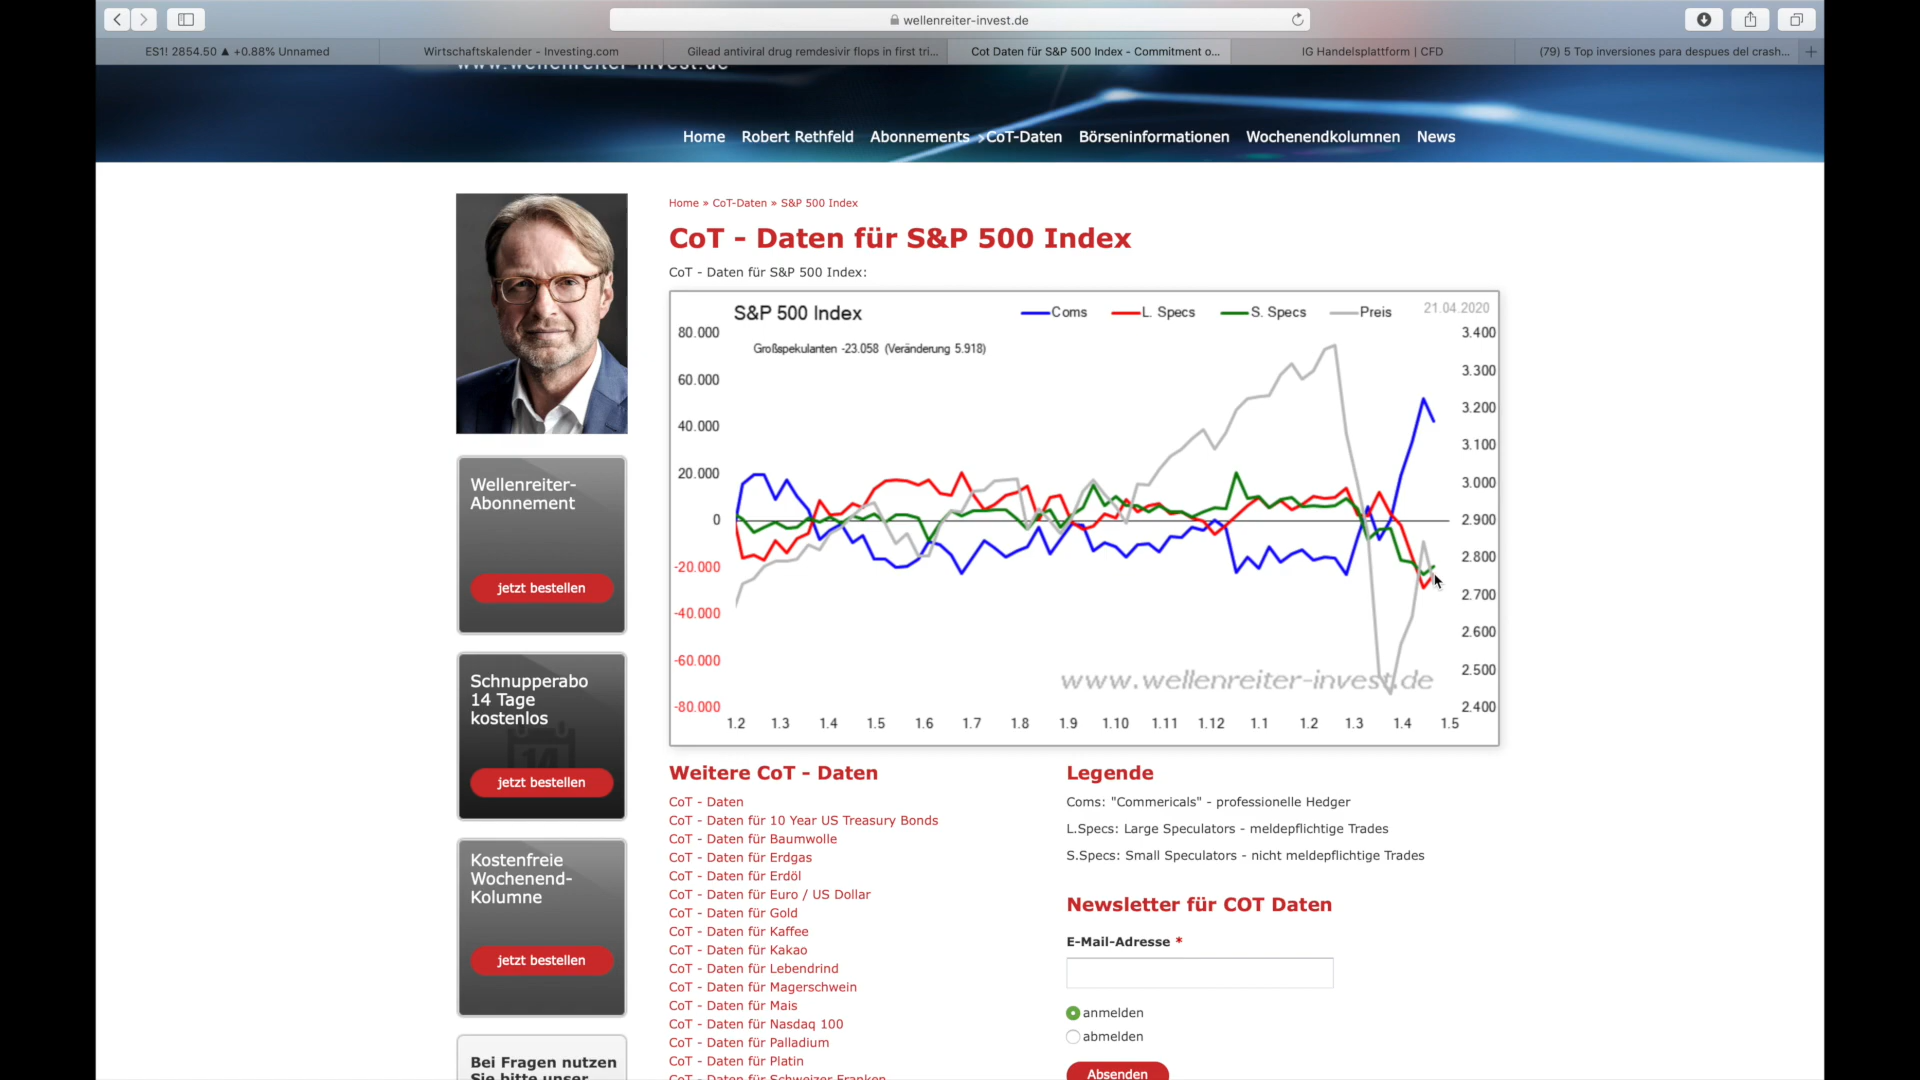 wellenreiter-invest.de
ES1! 2854.50 ▲ +0.88% Unnamed
Wirtschaftskalender - Investing.com
Gilead antiviral drug remdesivir flops in first tri...
Cot Daten für S&P 500 Index - Commitment o...
IG Handelsplattform | CFD
(79) 5 Top inversiones para despues del crash...
www.wellenreiter-invest.de
Home
Robert Rethfeld
Abonnements
>CoT-Daten
Börseninformationen
Wochenendkolumnen
News
Home » CoT-Daten » S&P 500 Index
CoT - Daten für S&P 500 Index
CoT - Daten für S&P 500 Index:
S&P 500 Index
Coms
L. Specs
S. Specs
Preis
21.04.2020
Großspekulanten -23.058 (Veränderung 5.918)
80.000
60.000
40.000
20.000
0
-20.000
-40.000
-60.000
-80.000
3.400
3.300
3.200
3.100
3.000
2.900
2.800
2.700
2.600
2.500
2.400
www.wellenreiter-invest.de
1.2 1.3 1.4 1.5 1.6 1.7 1.8 1.9 1.10 1.11 1.12 1.1 1.2 1.3 1.4 1.5
Wellenreiter-
Abonnement
jetzt bestellen
Schnupperabo
14 Tage
kostenlos
14
jetzt bestellen
Kostenfreie
Wochenend-
Kolumne
jetzt bestellen
Bei Fragen nutzen
Sie bitte unser
Weitere CoT - Daten
CoT - Daten
CoT - Daten für 10 Year US Treasury Bonds
CoT - Daten für Baumwolle
CoT - Daten für Erdgas
CoT - Daten für Erdöl
CoT - Daten für Euro / US Dollar
CoT - Daten für Gold
CoT - Daten für Kaffee
CoT - Daten für Kakao
CoT - Daten für Lebendrind
CoT - Daten für Magerschwein
CoT - Daten für Mais
CoT - Daten für Nasdaq 100
CoT - Daten für Palladium
CoT - Daten für Platin
CoT - Daten für Schweizer Franken
Legende
Coms: "Commericals" - professionelle Hedger
L.Specs: Large Speculators - meldepflichtige Trades
S.Specs: Small Speculators - nicht meldepflichtige Trades
Newsletter für COT Daten
E-Mail-Adresse *
anmelden
abmelden
Absenden